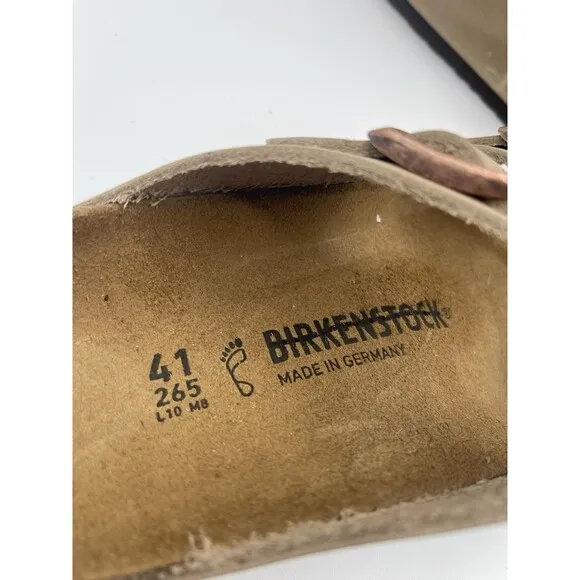 41
265
L10 M8
BIRKENSTOCK®
MADE IN GERMANY